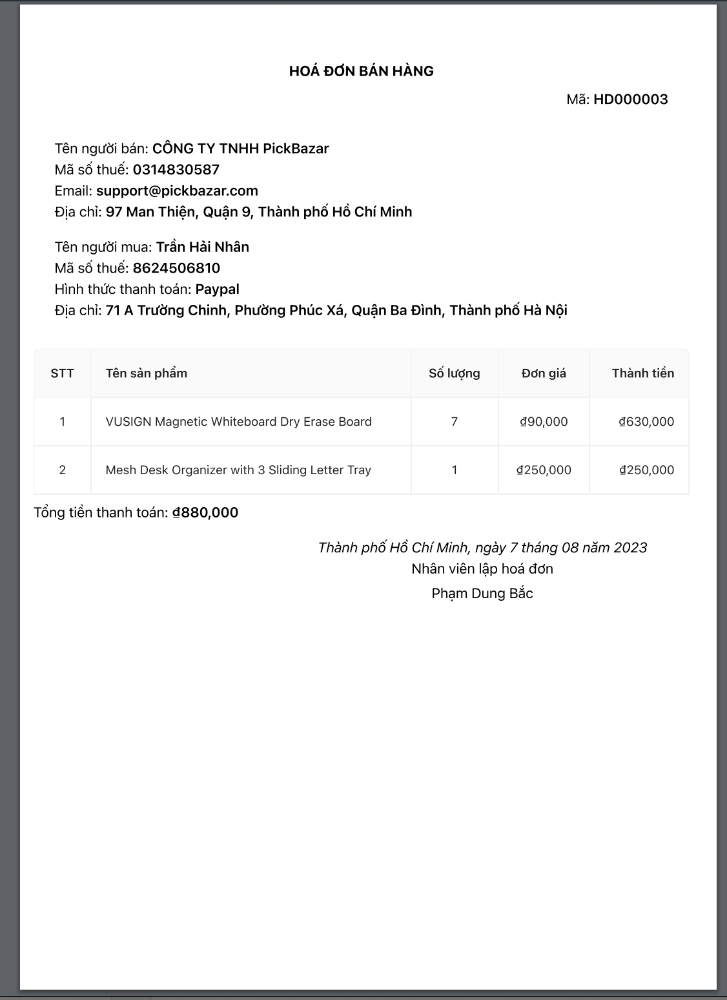 HOÁ ĐƠN BÁN HÀNG
Mã: HD000003
Tên người bán: CÔNG TY TNHH PickBazar
Mã số thuế: 0314830587
Email: support@pickbazar.com
Địa chỉ: 97 Man Thiện, Quận 9, Thành phố Hồ Chí Minh
Tên người mua: Trần Hải Nhân
Mã số thuế: 8624506810
Hình thức thanh toán: Paypal
Địa chỉ: 71 A Trường Chinh, Phường Phúc Xá, Quận Ba Đình, Thành phố Hà Nội
STT Tên sản phẩm Số lượng Đơn giá Thành tiền
1 VUSIGN Magnetic Whiteboard Dry Erase Board 7 ₫90,000 ₫630,000
2 Mesh Desk Organizer with 3 Sliding Letter Tray 1 ₫250,000 ₫250,000
Tổng tiền thanh toán: ₫880,000
Thành phố Hồ Chí Minh, ngày 7 tháng 08 năm 2023
Nhân viên lập hoá đơn
Phạm Dung Bắc